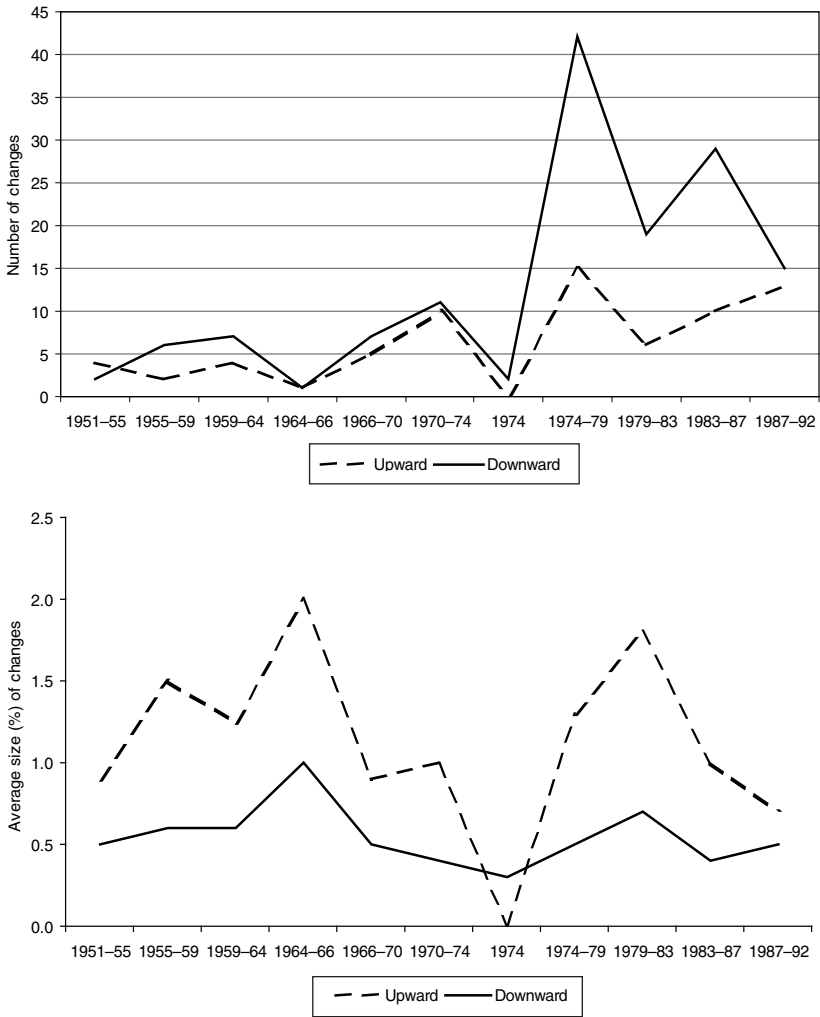 45
40
35
30
25
20
15
10
5
0
Number of changes
1951–55 1955–59 1959–64 1964–66 1966–70 1970–74 1974 1974–79 1979–83 1983–87 1987–92
Upward Downward
2.5
2.0
1.5
1.0
0.5
0.0
Average size (%) of changes
1951–55 1955–59 1959–64 1964–66 1966–70 1970–74 1974 1974–79 1979–83 1983–87 1987–92
Upward Downward